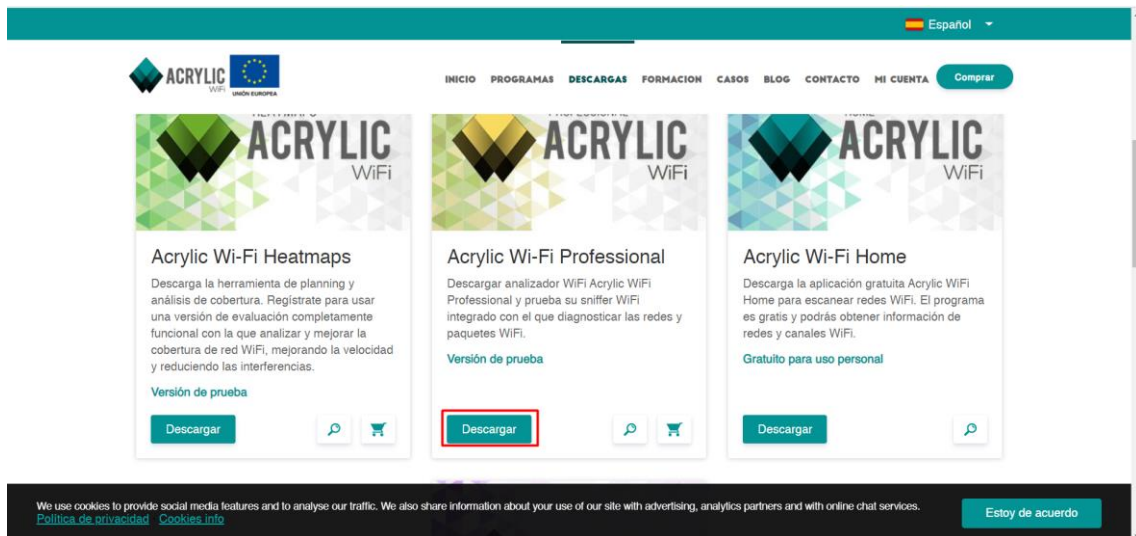 Español
ACRYLIC
WiFi
UNIÓN EUROPEA
INICIO PROGRAMAS DESCARGAS FORMACION CASOS BLOG CONTACTO MI CUENTA Comprar
HEATMAPS
ACRYLIC
WiFi
PROFESSIONAL
ACRYLIC
WiFi
HOME
ACRYLIC
WiFi
Acrylic Wi-Fi Heatmaps
Descarga la herramienta de planning y
análisis de cobertura. Regístrate para usar
una versión de evaluación completamente
funcional con la que analizar y mejorar la
cobertura de red WiFi, mejorando la velocidad
y reduciendo las interferencias.
Versión de prueba
Descargar
Acrylic Wi-Fi Professional
Descargar analizador WiFi Acrylic WiFi
Professional y prueba su sniffer WiFi
integrado con el que diagnosticar las redes y
paquetes WiFi.
Versión de prueba
Descargar
Acrylic Wi-Fi Home
Descarga la aplicación gratuita Acrylic WiFi
Home para escanear redes WiFi. El programa
es gratis y podrás obtener información de
redes y canales WiFi.
Gratuito para uso personal
Descargar
We use cookies to provide social media features and to analyse our traffic. We also share information about your use of our site with advertising, analytics partners and with online chat services.
Política de privacidad Cookies info
Estoy de acuerdo